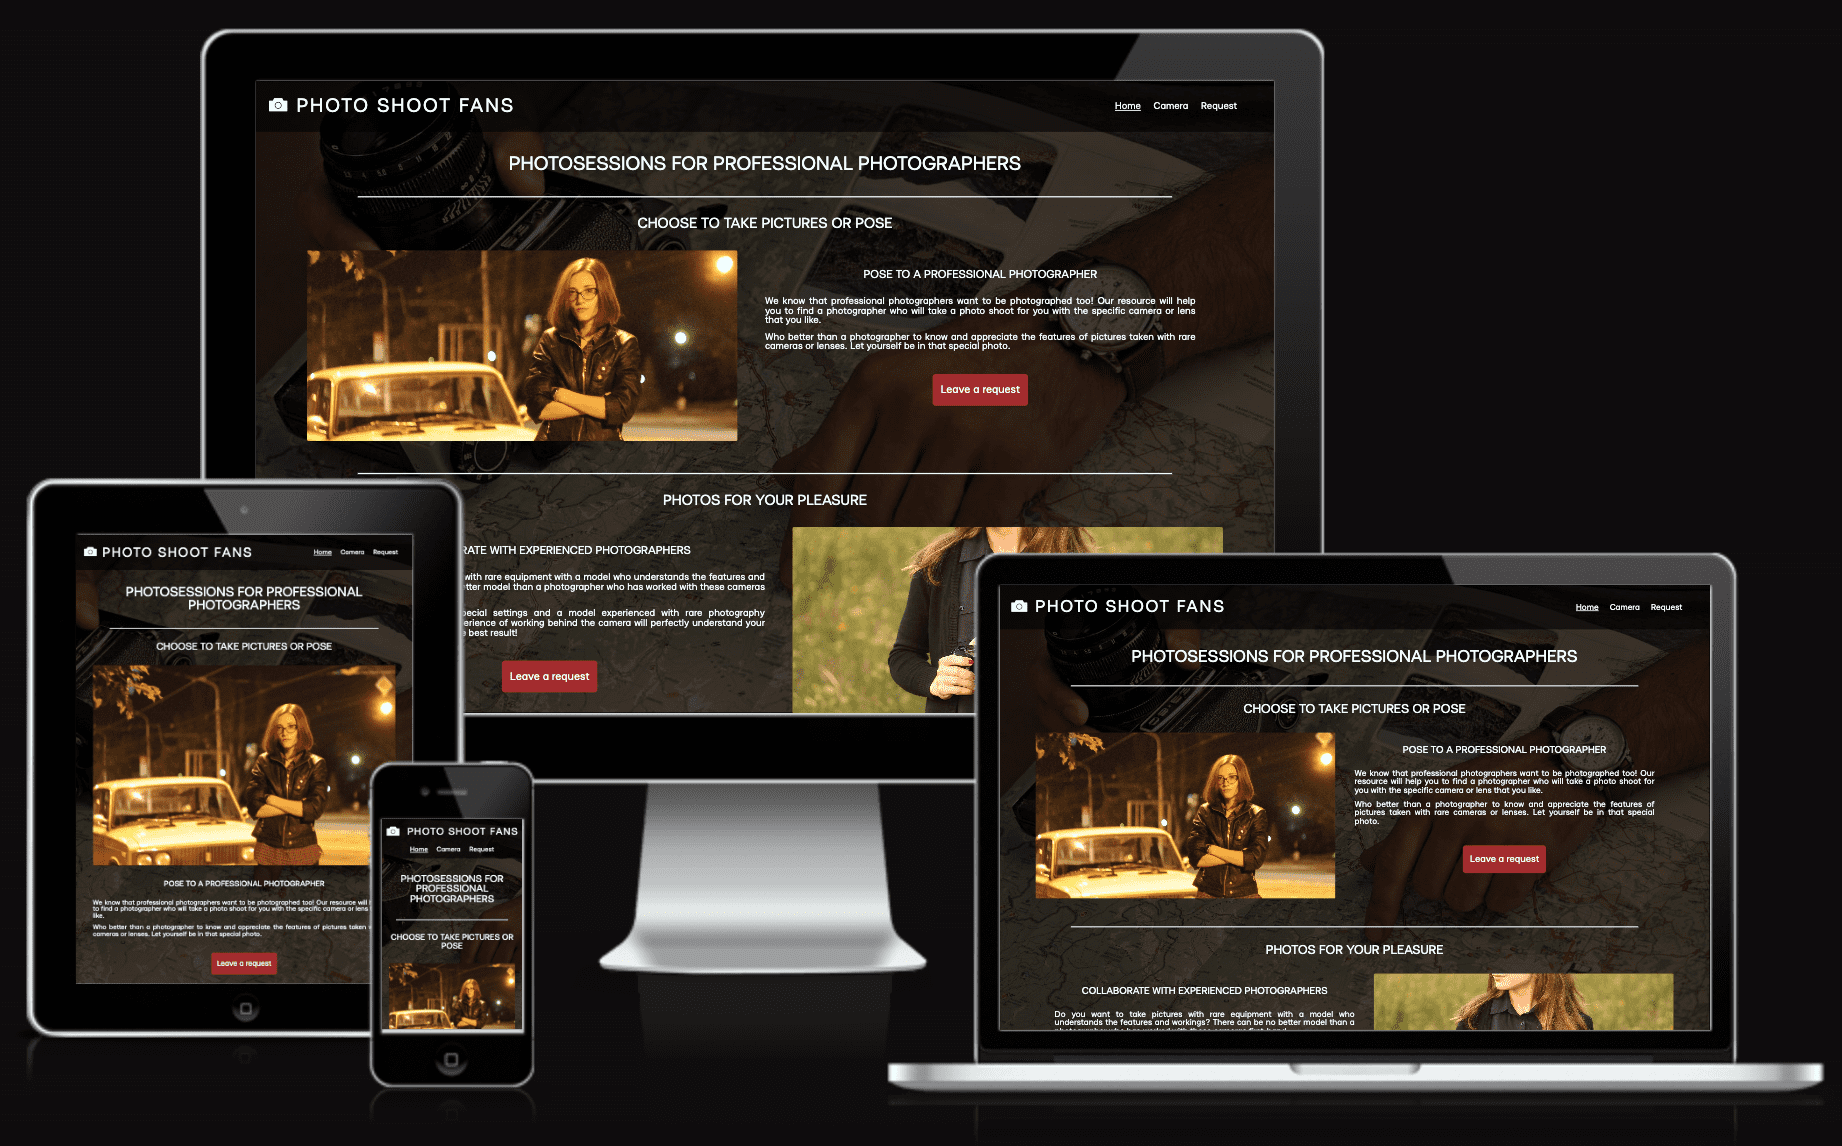 PHOTO SHOOT FANS
Home Camera Request
PHOTOSESSIONS FOR PROFESSIONAL PHOTOGRAPHERS
CHOOSE TO TAKE PICTURES OR POSE
POSE TO A PROFESSIONAL PHOTOGRAPHER
We know that professional photographers want to be photographed too! Our resource will help
you to find a photographer who will take a photo shoot for you with the specific camera or lens
that you like.
Who better than a photographer to know and appreciate the features of pictures taken with rare
cameras or lenses. Let yourself be in that special photo.
Leave a request
PHOTOS FOR YOUR PLEASURE
WITH EXPERIENCED PHOTOGRAPHERS
with rare equipment with a model who understands the features and
model than a photographer who has worked with these cameras
settings and a model experienced with rare photography
of working behind the camera will perfectly understand your
best result!
Leave a request
PHOTO SHOOT FANS
Home Camera Request
PHOTOSESSIONS FOR PROFESSIONAL
PHOTOGRAPHERS
CHOOSE TO TAKE PICTURES OR POSE
POSE TO A PROFESSIONAL PHOTOGRAPHER
We know that professional photographers want to be photographed too! Our resource will
to find a photographer who will take a photo shoot for you with the specific camera or lens
like.
Who better than a photographer to know and appreciate the features of pictures taken
cameras or lenses. Let yourself be in that special photo.
Leave a request
PHOTO SHOOT FANS
Home Camera Request
PHOTOSESSIONS FOR
PROFESSIONAL
PHOTOGRAPHERS
CHOOSE TO TAKE PICTURES OR
POSE
PHOTO SHOOT FANS
Home Camera Request
PHOTOSESSIONS FOR PROFESSIONAL PHOTOGRAPHERS
CHOOSE TO TAKE PICTURES OR POSE
POSE TO A PROFESSIONAL PHOTOGRAPHER
We know that professional photographers want to be photographed too! Our
resource will help you to find a photographer who will take a photo shoot for
you with the specific camera or lens that you like.
Who better than a photographer to know and appreciate the features of
pictures taken with rare cameras or lenses. Let yourself be in that special
photo.
Leave a request
PHOTOS FOR YOUR PLEASURE
COLLABORATE WITH EXPERIENCED PHOTOGRAPHERS
Do you want to take pictures with rare equipment with a model who
understands the features and workings? There can be no better model than a